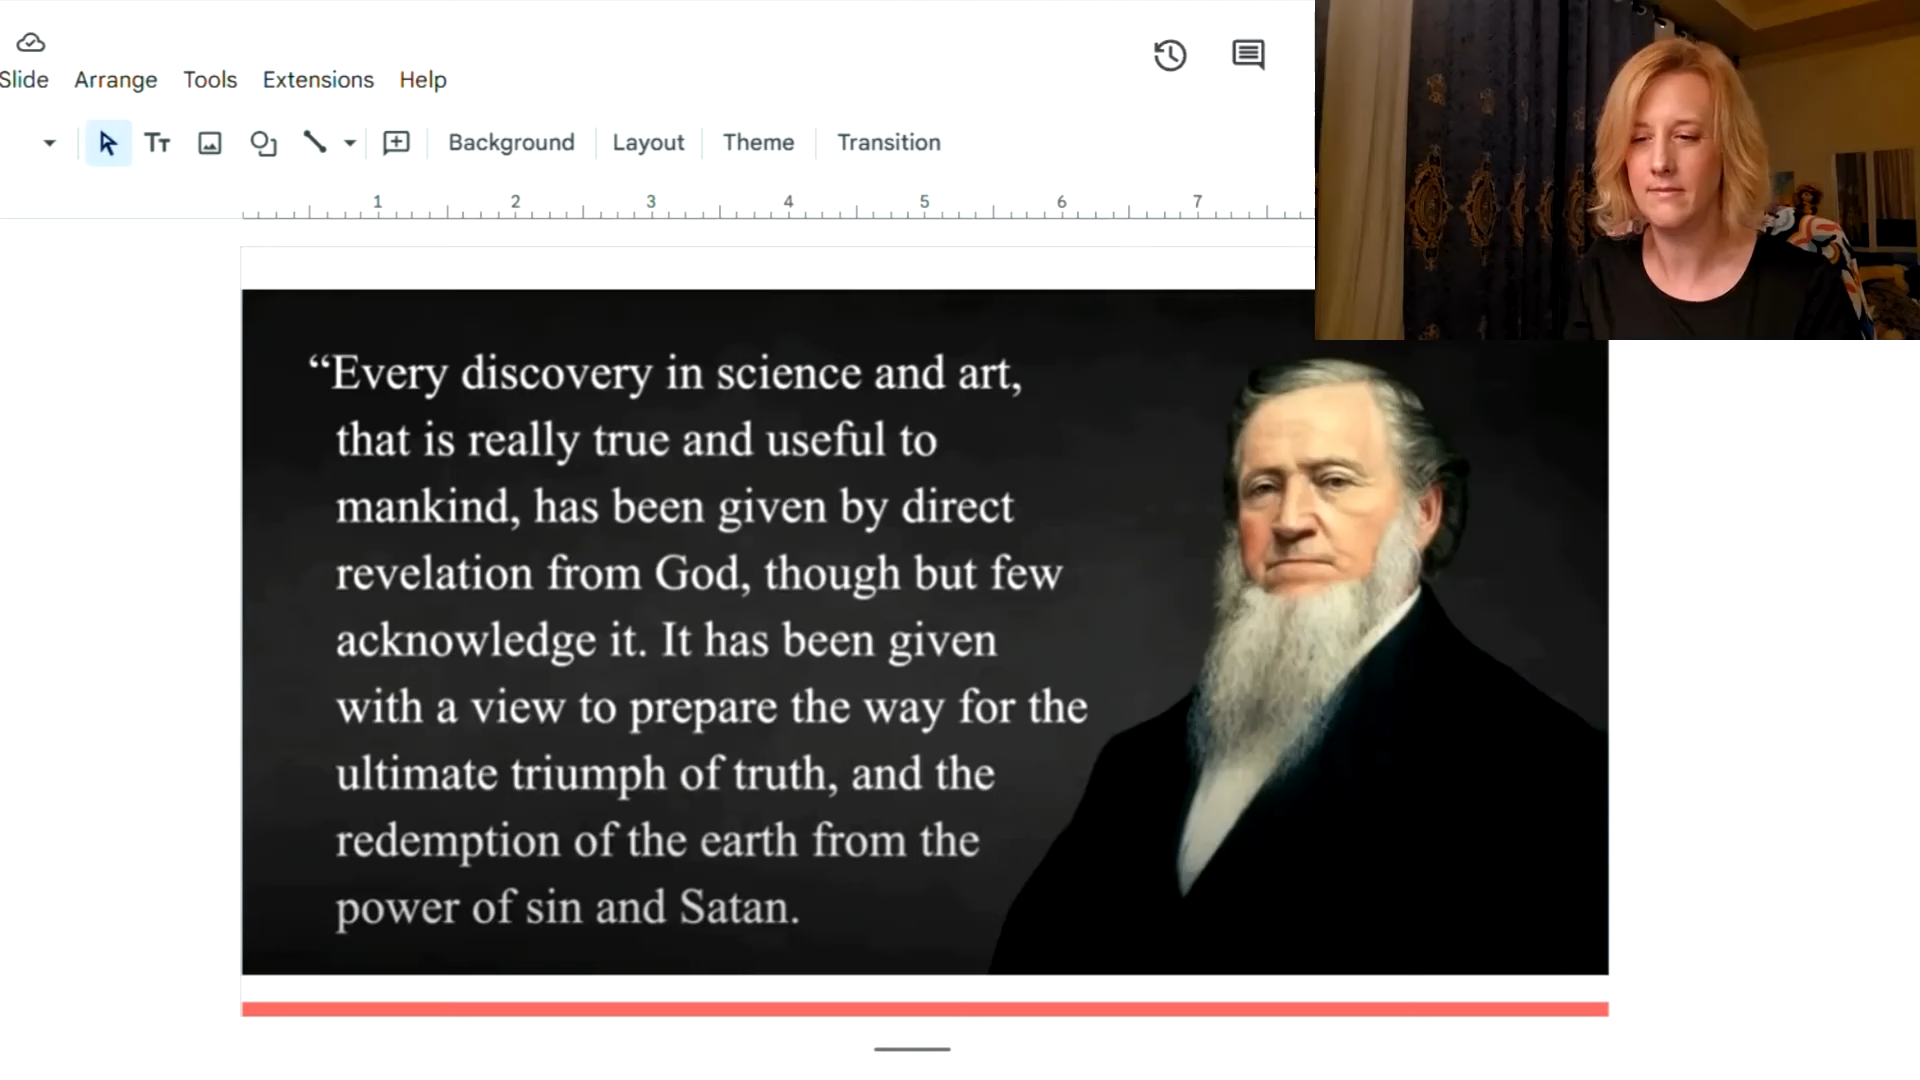 Slide Arrange Tools Extensions Help
Background Layout Theme Transition
1 2 3 4 5 6 7
“Every discovery in science and art,
that is really true and useful to
mankind, has been given by direct
revelation from God, though but few
acknowledge it. It has been given
with a view to prepare the way for the
ultimate triumph of truth, and the
redemption of the earth from the
power of sin and Satan.